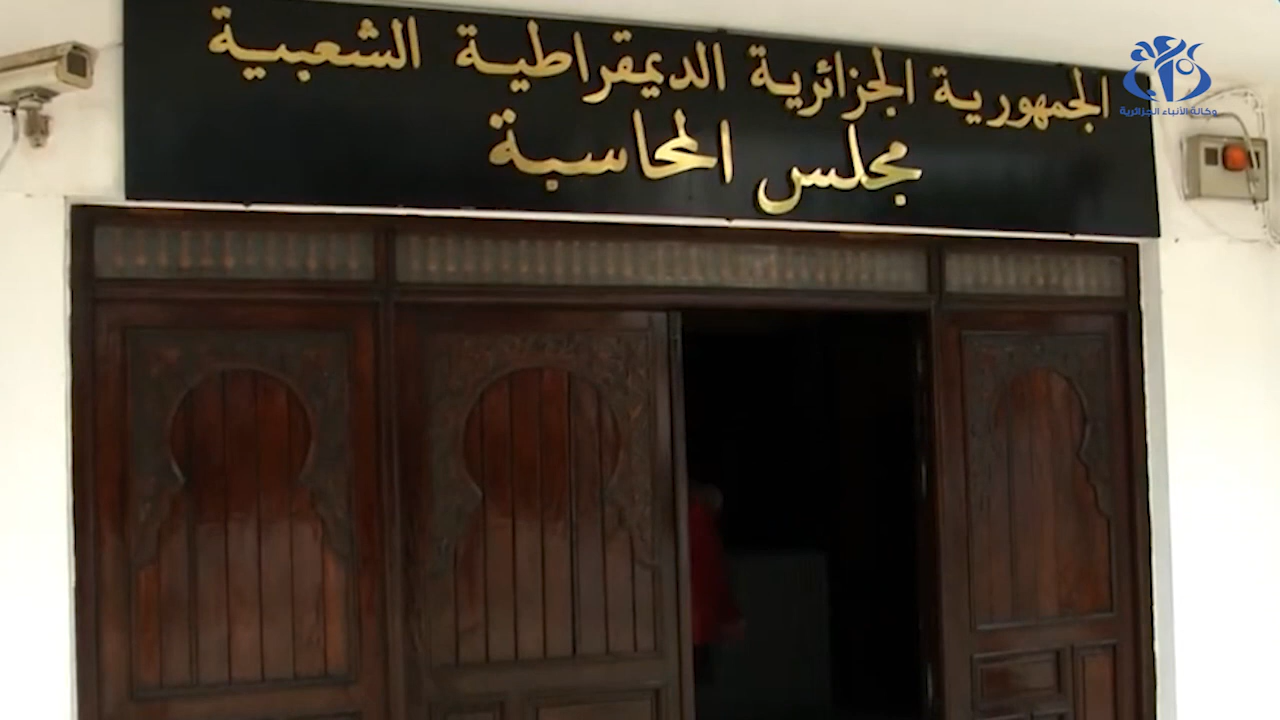 الجمهورية الجزائرية الديمقراطية الشعبية
مجلس المحاسبة
وكالة الأنباء الجزائرية